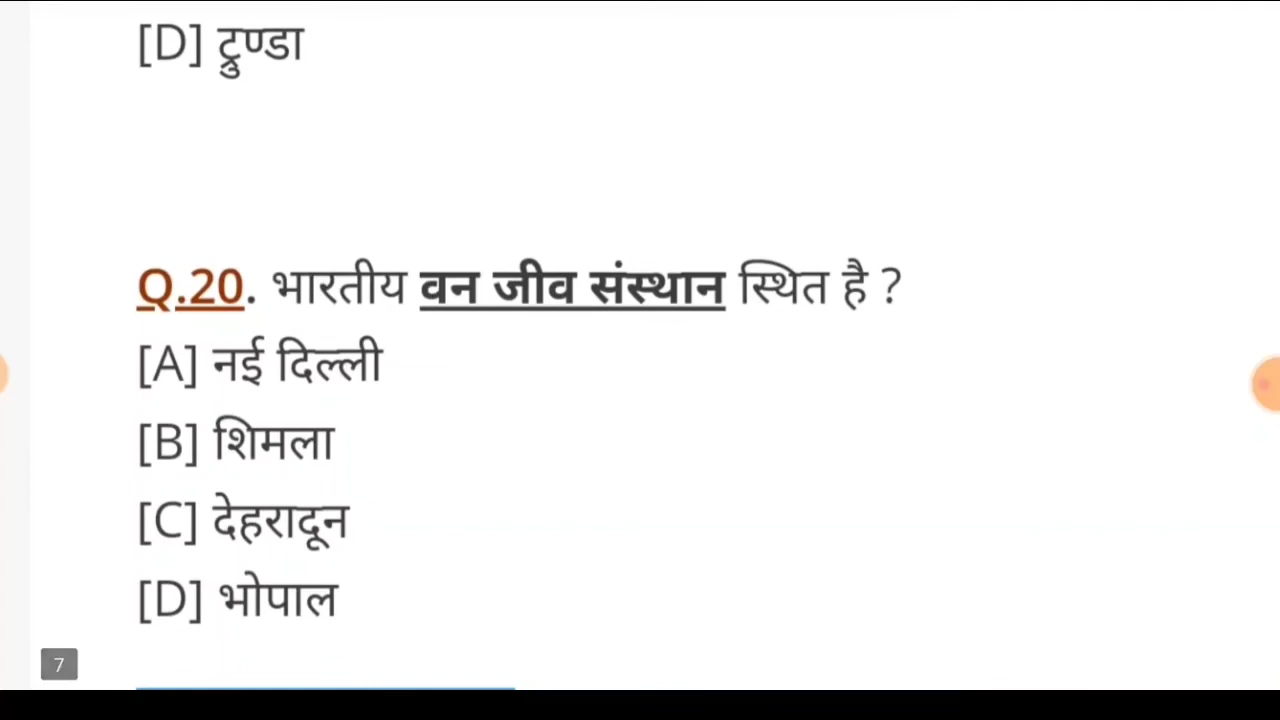 [D] ट्रुण्डा
Q.20. भारतीय वन जीव संस्थान स्थित है ?
[A] नई दिल्ली
[B] शिमला
[C] देहरादून
[D] भोपाल
7